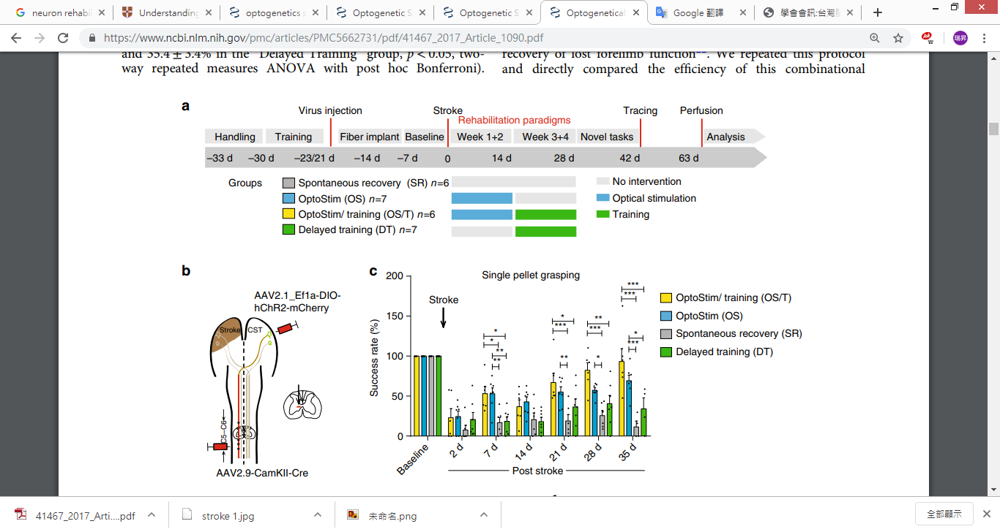 neuron rehabi
Understanding
optogenetics s
Optogenetic S
Optogenetic S
Optogenetical
Google 翻譯
學會會訊:台灣
https://www.ncbi.nlm.nih.gov/pmc/articles/PMC5662731/pdf/41467_2017_Article_1090.pdf
瑞昇
and 35.4 ± 3.4% in the "Delayed Training" group, p < 0.05, two-
way repeated measures ANOVA with post hoc Bonferroni).
recovery of lost forelimb function. We repeated this protocol
and directly compared the efficiency of this combinational
a
Virus injection Stroke Tracing Perfusion
Rehabilitation paradigms
Handling Training Fiber implant Baseline Week 1+2 Week 3+4 Novel tasks Analysis
−33 d −30 d −23/21 d −14 d −7 d 0 14 d 28 d 42 d 63 d
Groups
Spontaneous recovery (SR) n=6
OptoStim (OS) n=7
OptoStim/ training (OS/T) n=6
Delayed training (DT) n=7
No intervention
Optical stimulation
Training
b
AAV2.1_Ef1a-DIO-
hChR2-mCherry
Stroke CST
C5–C6
AAV2.9-CamKII-Cre
c
Single pellet grasping
Success rate (%)
200
150
100
50
0
Stroke
* * ** **
* *** **
** *** *
*** *** * ***
Baseline 2 d 7 d 14 d 21 d 28 d 35 d
Post stroke
OptoStim/ training (OS/T)
OptoStim (OS)
Spontaneous recovery (SR)
Delayed training (DT)
41467_2017_Arti....pdf
stroke 1.jpg
未命名.png
全部顯示